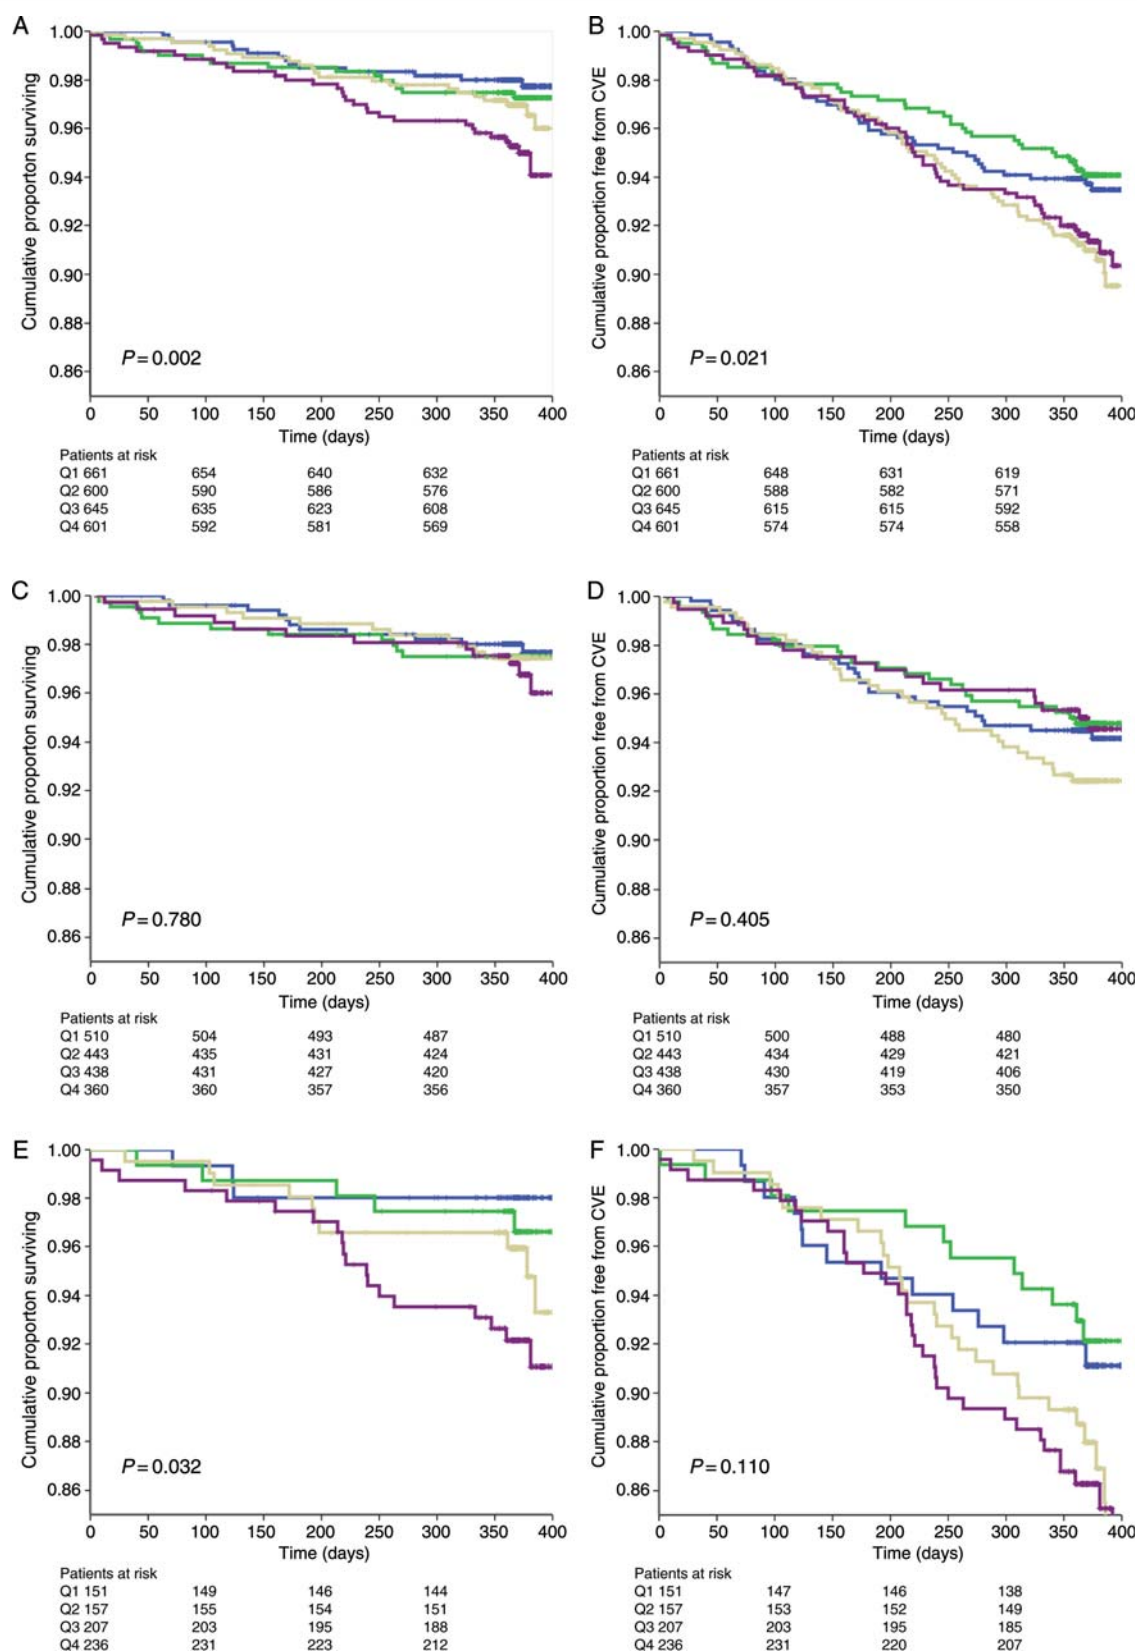 A
Cumulative proporton surviving
1.00
0.98
0.96
0.94
0.92
0.90
0.88
0.86
P=0.002
0 50 100 150 200 250 300 350 400
Time (days)
Patients at risk
Q1 661 654 640 632
Q2 600 590 586 576
Q3 645 635 623 608
Q4 601 592 581 569
B
Cumulative proportion free from CVE
1.00
0.98
0.96
0.94
0.92
0.90
0.88
0.86
P=0.021
0 50 100 150 200 250 300 350 400
Time (days)
Patients at risk
Q1 661 648 631 619
Q2 600 588 582 571
Q3 645 615 615 592
Q4 601 574 574 558
C
Cumulative proporton surviving
1.00
0.98
0.96
0.94
0.92
0.90
0.88
0.86
P=0.780
0 50 100 150 200 250 300 350 400
Time (days)
Patients at risk
Q1 510 504 493 487
Q2 443 435 431 424
Q3 438 431 427 420
Q4 360 360 357 356
D
Cumulative proportion free from CVE
1.00
0.98
0.96
0.94
0.92
0.90
0.88
0.86
P=0.405
0 50 100 150 200 250 300 350 400
Time (days)
Patients at risk
Q1 510 500 488 480
Q2 443 434 429 421
Q3 438 430 419 406
Q4 360 357 353 350
E
Cumulative proporton surviving
1.00
0.98
0.96
0.94
0.92
0.90
0.88
0.86
P=0.032
0 50 100 150 200 250 300 350 400
Time (days)
Patients at risk
Q1 151 149 146 144
Q2 157 155 154 151
Q3 207 203 195 188
Q4 236 231 223 212
F
Cumulative proportion free from CVE
1.00
0.98
0.96
0.94
0.92
0.90
0.88
0.86
P=0.110
0 50 100 150 200 250 300 350 400
Time (days)
Patients at risk
Q1 151 147 146 138
Q2 157 153 152 149
Q3 207 203 195 185
Q4 236 231 220 207